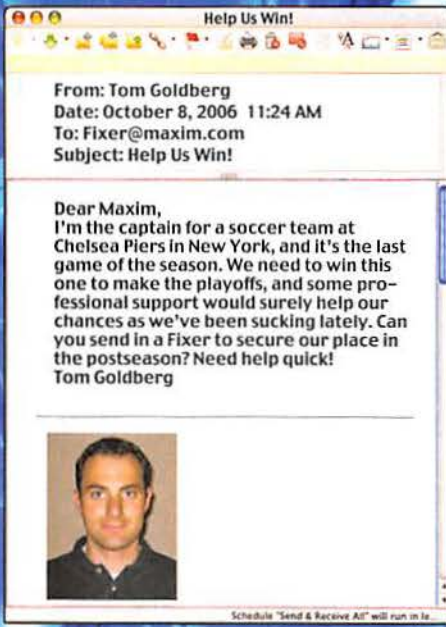 Help Us Win!
From: Tom Goldberg
Date: October 8, 2006 11:24 AM
To: Fixer@maxim.com
Subject: Help Us Win!
Dear Maxim,
I'm the captain for a soccer team at
Chelsea Piers in New York, and it's the last
game of the season. We need to win this
one to make the playoffs, and some pro-
fessional support would surely help our
chances as we've been sucking lately. Can
you send in a Fixer to secure our place in
the postseason? Need help quick!
Tom Goldberg
Schedule "Send & Receive All" will run in le...